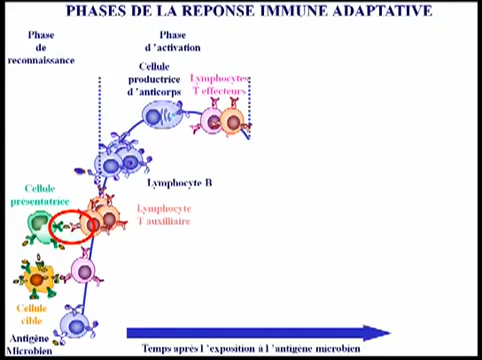 PHASES DE LA REPONSE IMMUNE ADAPTATIVE
Phase
de
reconnaissance
Phase
d 'activation
Cellule
productrice
d 'anticorps
Lymphocytes
T effecteurs
Lymphocyte B
Cellule
présentatrice
Lymphocyte
T auxilliaire
Cellule
cible
Antigène
Microbien
Temps après l 'exposition à l 'antigène microbien